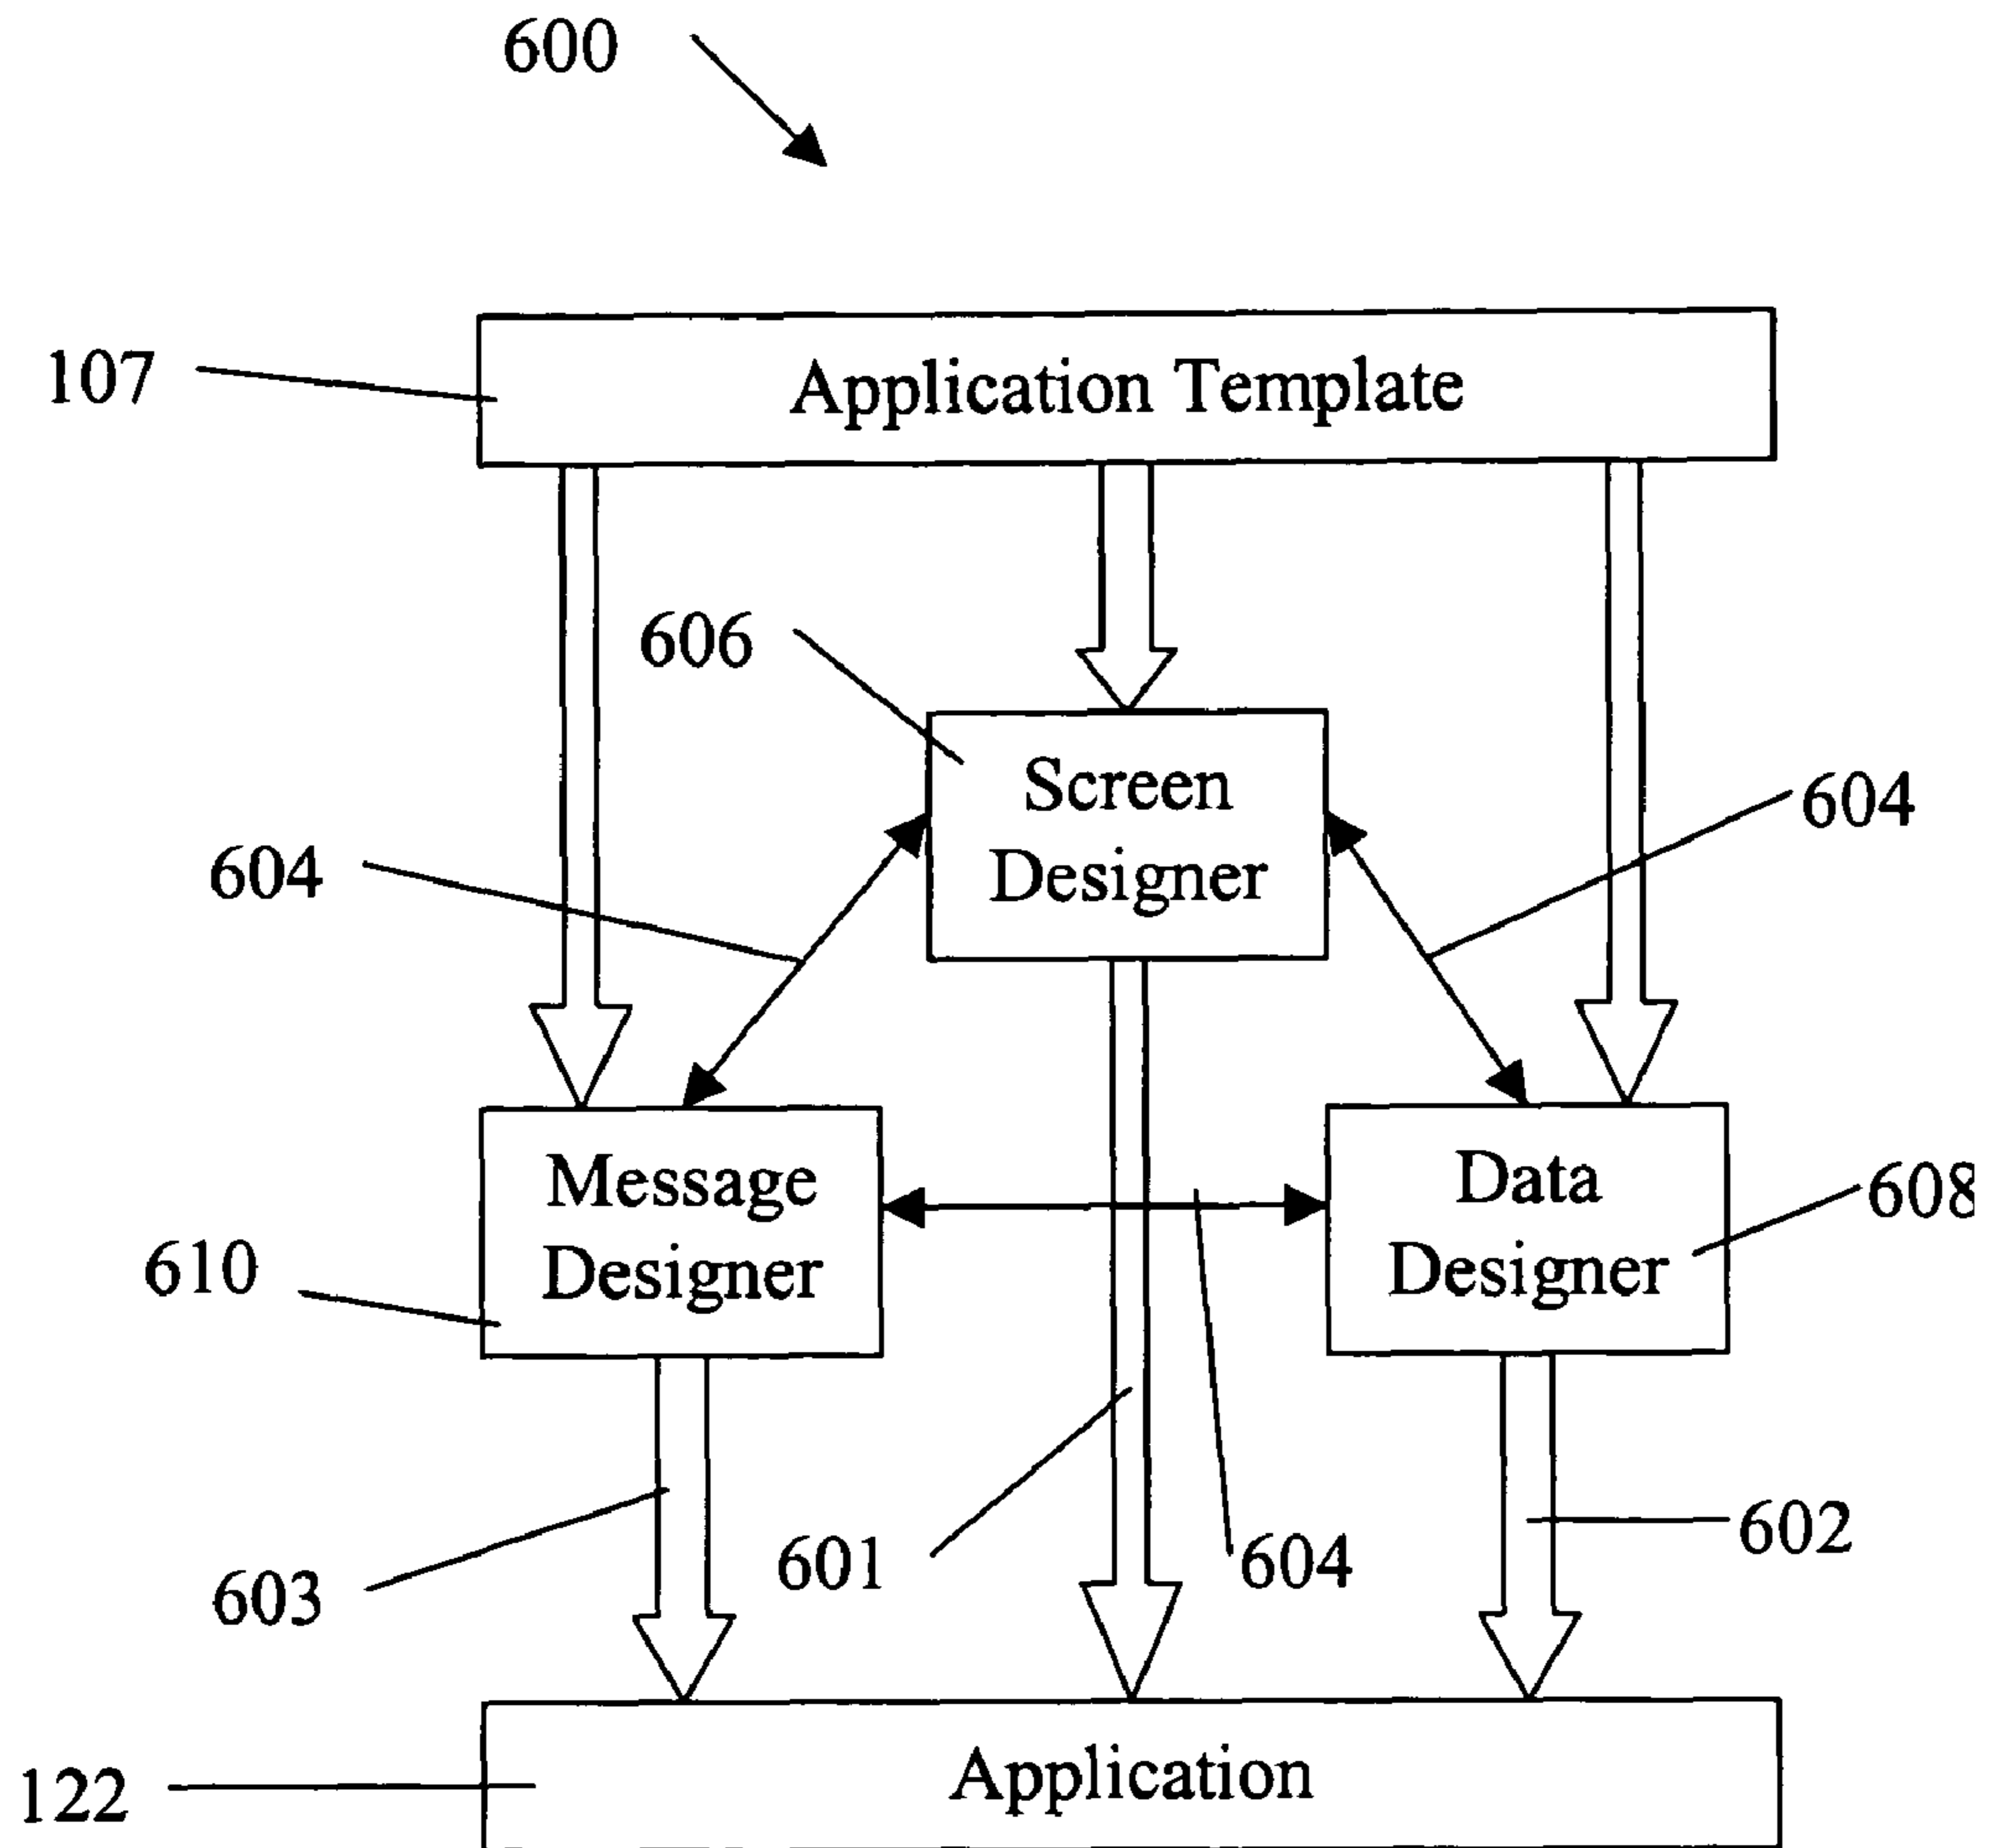 600
107
Application Template
606
Screen
Designer
604
604
Message
Designer
Data
Designer
608
610
601
604
602
603
Application
122